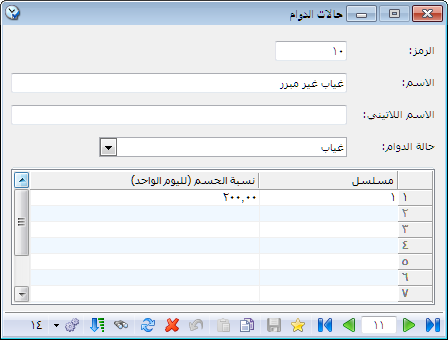 حالات الدوام
الرمز: ١٠
الاسم: غياب غير مبرر
الاسم اللاتيني:
حالة الدوام: غياب
مسلسل نسبة الحسم (لليوم الواحد)
١ ١ ٢٠٠,٠٠
٢
٣
٤
٥
٦
٧
١١ ١٤